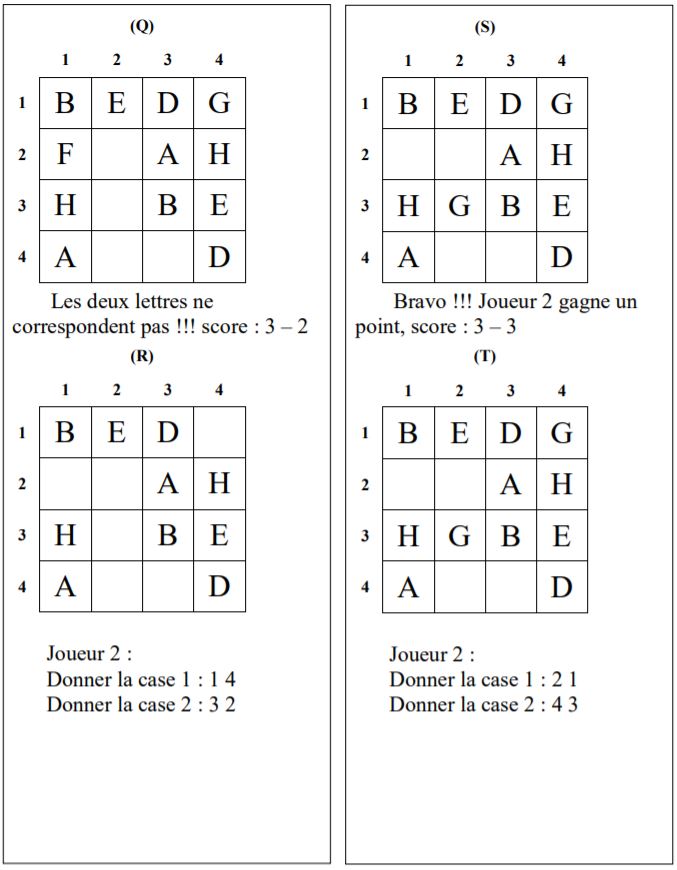 (Q)
1 2 3 4
1 B E D G
2 F A H
3 H B E
4 A D
Les deux lettres ne
correspondent pas !!! score : 3 – 2
(R)
1 2 3 4
1 B E D
2 A H
3 H B E
4 A D
Joueur 2 :
Donner la case 1 : 1 4
Donner la case 2 : 3 2
(S)
1 2 3 4
1 B E D G
2 A H
3 H G B E
4 A D
Bravo !!! Joueur 2 gagne un
point, score : 3 – 3
(T)
1 2 3 4
1 B E D G
2 A H
3 H G B E
4 A D
Joueur 2 :
Donner la case 1 : 2 1
Donner la case 2 : 4 3